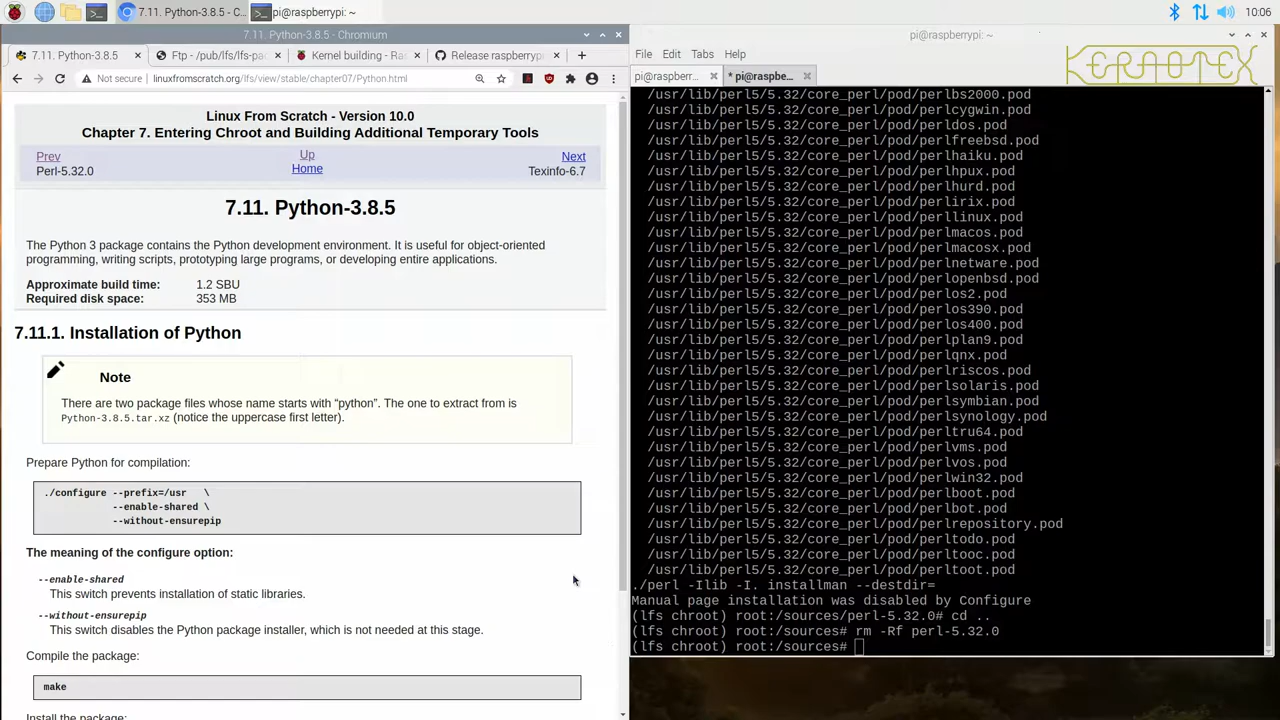 7.11. Python-3.8.5 - C...
pi@raspberrypi: ~
10:06
7.11. Python-3.8.5 - Chromium
7.11. Python-3.8.5
Ftp - /pub/lfs/lfs-pa
Kernel building - Ras
Release raspberrypi
Not secure | linuxfromscratch.org/lfs/view/stable/chapter07/Python.html
Linux From Scratch - Version 10.0
Chapter 7. Entering Chroot and Building Additional Temporary Tools
Prev
Up
Next
Perl-5.32.0
Home
Texinfo-6.7
7.11. Python-3.8.5
The Python 3 package contains the Python development environment. It is useful for object-oriented
programming, writing scripts, prototyping large programs, or developing entire applications.
Approximate build time: 1.2 SBU
Required disk space: 353 MB
7.11.1. Installation of Python
Note
There are two package files whose name starts with “python”. The one to extract from is
Python-3.8.5.tar.xz (notice the uppercase first letter).
Prepare Python for compilation:
./configure --prefix=/usr \
--enable-shared \
--without-ensurepip
The meaning of the configure option:
--enable-shared
This switch prevents installation of static libraries.
--without-ensurepip
This switch disables the Python package installer, which is not needed at this stage.
Compile the package:
make
Install the package:
pi@raspberrypi: ~
File Edit Tabs Help
KERAOTEX
pi@raspberr...
* pi@raspbe...
/usr/lib/perl5/5.32/core_perl/pod/perlbs2000.pod
/usr/lib/perl5/5.32/core_perl/pod/perlcygwin.pod
/usr/lib/perl5/5.32/core_perl/pod/perldos.pod
/usr/lib/perl5/5.32/core_perl/pod/perlfreebsd.pod
/usr/lib/perl5/5.32/core_perl/pod/perlhaiku.pod
/usr/lib/perl5/5.32/core_perl/pod/perlhpux.pod
/usr/lib/perl5/5.32/core_perl/pod/perlhurd.pod
/usr/lib/perl5/5.32/core_perl/pod/perlirix.pod
/usr/lib/perl5/5.32/core_perl/pod/perllinux.pod
/usr/lib/perl5/5.32/core_perl/pod/perlmacos.pod
/usr/lib/perl5/5.32/core_perl/pod/perlmacosx.pod
/usr/lib/perl5/5.32/core_perl/pod/perlnetware.pod
/usr/lib/perl5/5.32/core_perl/pod/perlopenbsd.pod
/usr/lib/perl5/5.32/core_perl/pod/perlos2.pod
/usr/lib/perl5/5.32/core_perl/pod/perlos390.pod
/usr/lib/perl5/5.32/core_perl/pod/perlos400.pod
/usr/lib/perl5/5.32/core_perl/pod/perlplan9.pod
/usr/lib/perl5/5.32/core_perl/pod/perlqnx.pod
/usr/lib/perl5/5.32/core_perl/pod/perlriscos.pod
/usr/lib/perl5/5.32/core_perl/pod/perlsolaris.pod
/usr/lib/perl5/5.32/core_perl/pod/perlsymbian.pod
/usr/lib/perl5/5.32/core_perl/pod/perlsynology.pod
/usr/lib/perl5/5.32/core_perl/pod/perltru64.pod
/usr/lib/perl5/5.32/core_perl/pod/perlvms.pod
/usr/lib/perl5/5.32/core_perl/pod/perlvos.pod
/usr/lib/perl5/5.32/core_perl/pod/perlwin32.pod
/usr/lib/perl5/5.32/core_perl/pod/perlboot.pod
/usr/lib/perl5/5.32/core_perl/pod/perlbot.pod
/usr/lib/perl5/5.32/core_perl/pod/perlrepository.pod
/usr/lib/perl5/5.32/core_perl/pod/perltodo.pod
/usr/lib/perl5/5.32/core_perl/pod/perltooc.pod
/usr/lib/perl5/5.32/core_perl/pod/perltoot.pod
./perl -Ilib -I. installman --destdir=
Manual page installation was disabled by Configure
(lfs chroot) root:/sources/perl-5.32.0# cd ..
(lfs chroot) root:/sources# rm -Rf perl-5.32.0
(lfs chroot) root:/sources#